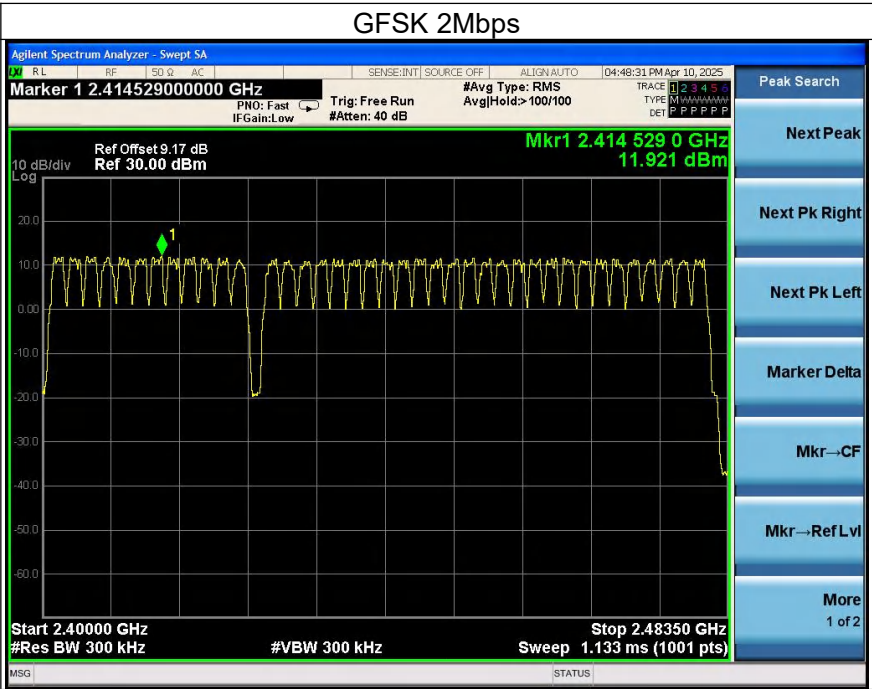 GFSK 2Mbps
Agilent Spectrum Analyzer - Swept SA
LXI RL RF 50 Ω AC SENSE:INT SOURCE OFF ALIGN AUTO 04:48:31 PM Apr 10, 2025
Marker 1 2.414529000000 GHz
PNO: Fast
IFGain:Low
Trig: Free Run
#Atten: 40 dB
#Avg Type: RMS
Avg|Hold:>100/100
TRACE 1 2 3 4 5 6
TYPE M
DET P P P P P P
Peak Search
Next Peak
Next Pk Right
Next Pk Left
Marker Delta
Mkr→CF
Mkr→Ref Lvl
More
1 of 2
Ref Offset 9.17 dB
10 dB/div Ref 30.00 dBm
Log
Mkr1 2.414 529 0 GHz
11.921 dBm
1
20.0
10.0
0.00
-10.0
-20.0
-30.0
-40.0
-50.0
-60.0
Start 2.40000 GHz Stop 2.48350 GHz
#Res BW 300 kHz #VBW 300 kHz Sweep 1.133 ms (1001 pts)
MSG STATUS